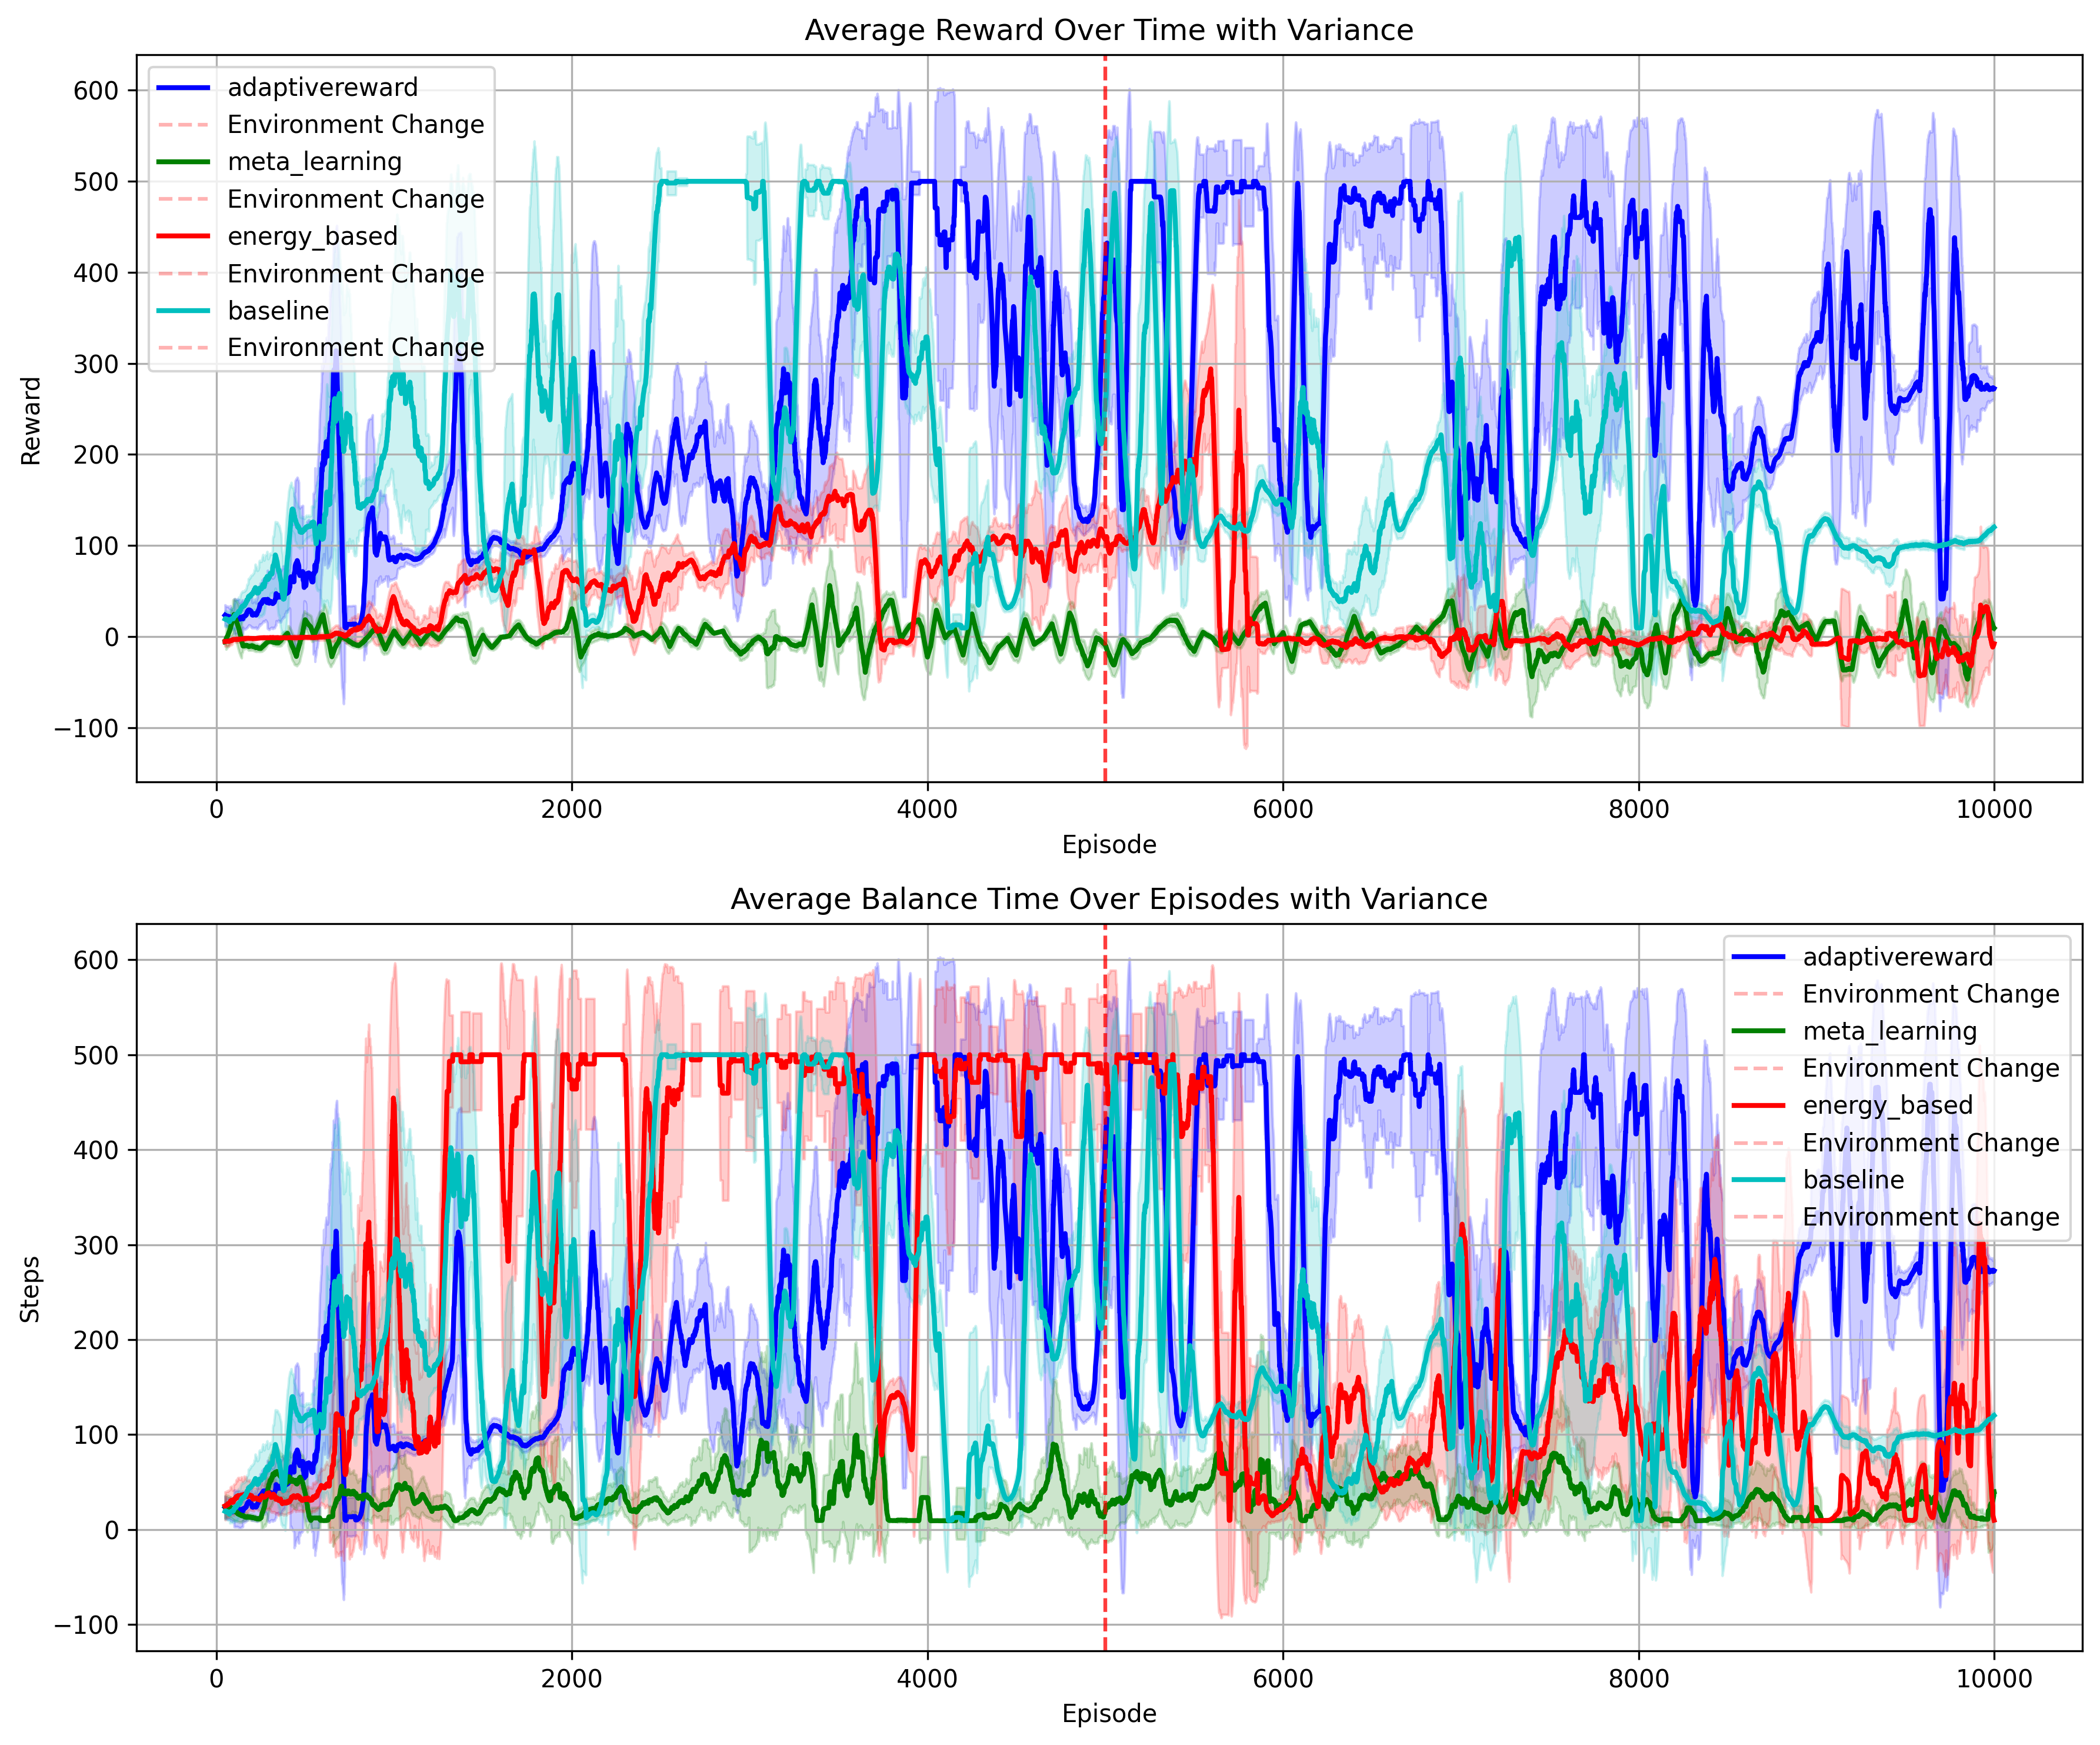 Average Reward Over Time with Variance
adaptivereward
Environment Change
meta_learning
Environment Change
energy_based
Environment Change
baseline
Environment Change
600
500
400
300
200
100
0
−100
Reward
0 2000 4000 6000 8000 10000
Episode
Average Balance Time Over Episodes with Variance
adaptivereward
Environment Change
meta_learning
Environment Change
energy_based
Environment Change
baseline
Environment Change
600
500
400
300
200
100
0
−100
Steps
0 2000 4000 6000 8000 10000
Episode